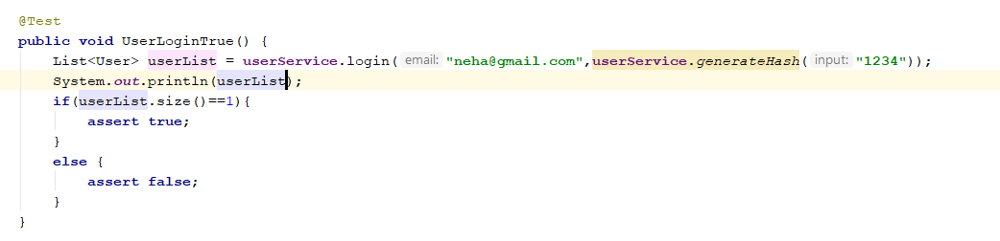 @Test
public void UserLoginTrue() {
    List<User> userList = userService.login( email: "neha@gmail.com",userService.generateHash( input: "1234"));
    System.out.println(userList);
    if(userList.size()==1){
        assert true;
    }
    else {
        assert false;
    }
}